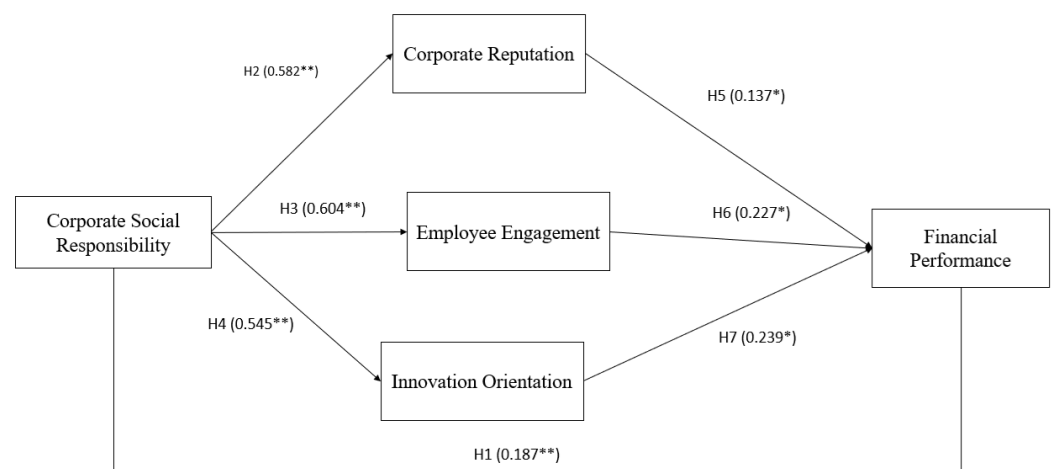 Corporate Reputation
H2 (0.582**)
H5 (0.137*)
Corporate Social
Responsibility
H3 (0.604**)
Employee Engagement
H6 (0.227*)
Financial
Performance
H4 (0.545**)
Innovation Orientation
H7 (0.239*)
H1 (0.187**)